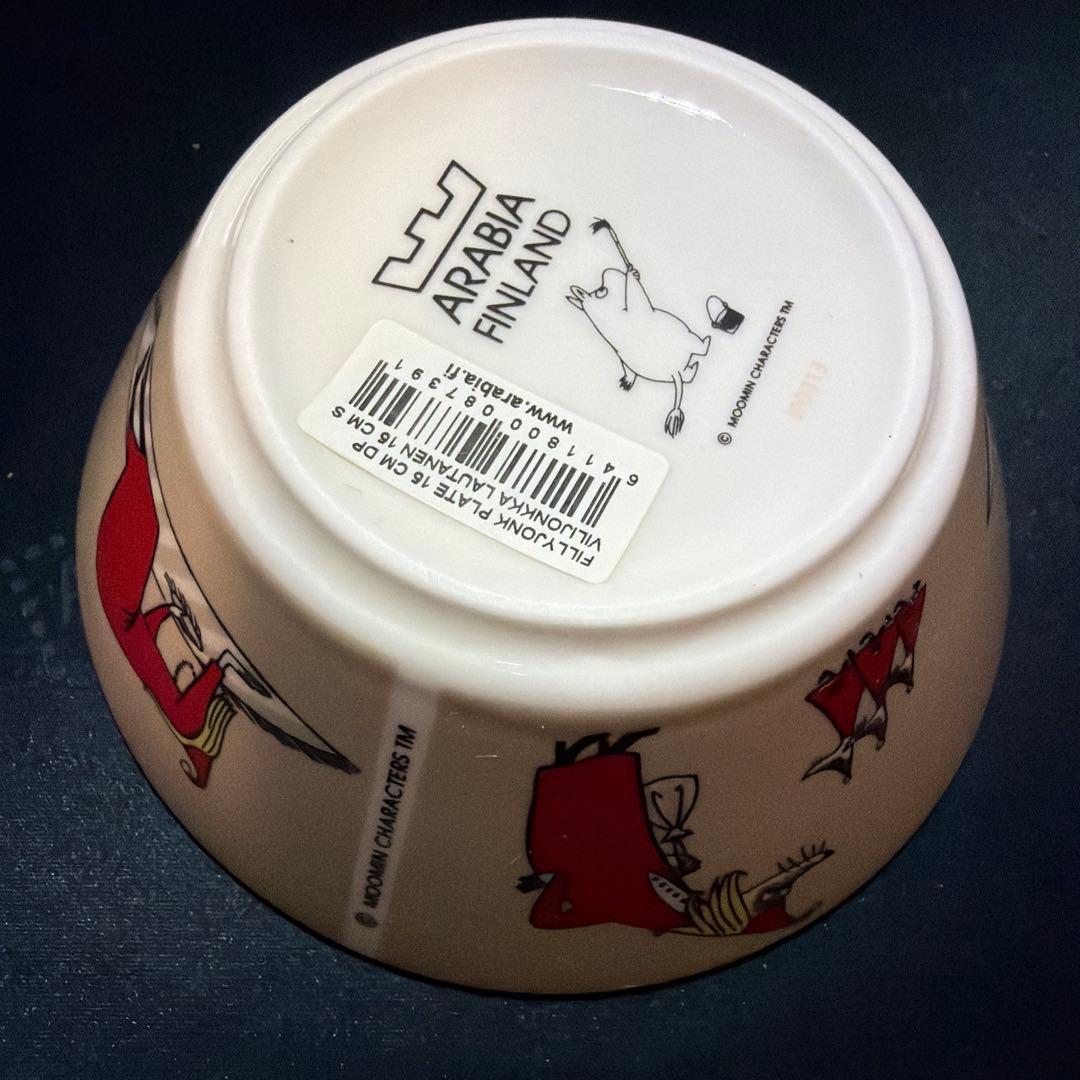 ARABIA
FINLAND
© MOOMIN CHARACTERS TM
FILLYJONK PLATE 15 CM DP
VILIJONKKA LAUTANEN 15 CM S
6 411800 087391
www.arabia.fi
© MOOMIN CHARACTERS TM